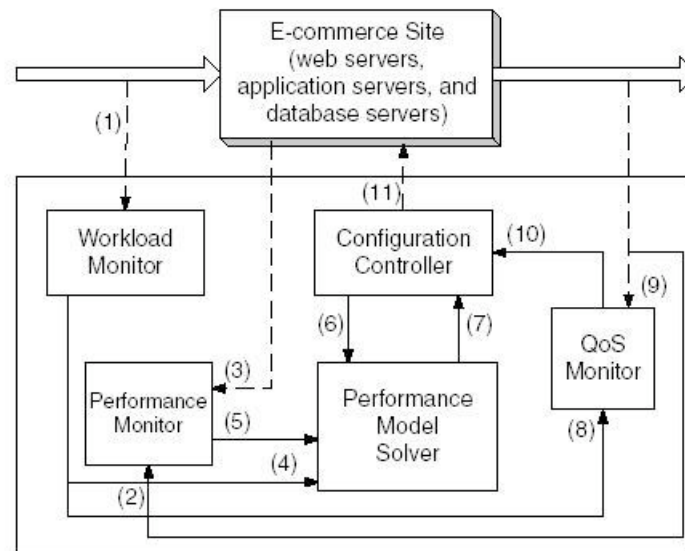 E-commerce Site
(web servers,
application servers, and
database servers)
(1)
(11)
Workload
Monitor
Configuration
Controller
(10)
(9)
(6)
(7)
QoS
Monitor
(3)
Performance
Monitor
(5)
Performance
Model
Solver
(8)
(4)
(2)